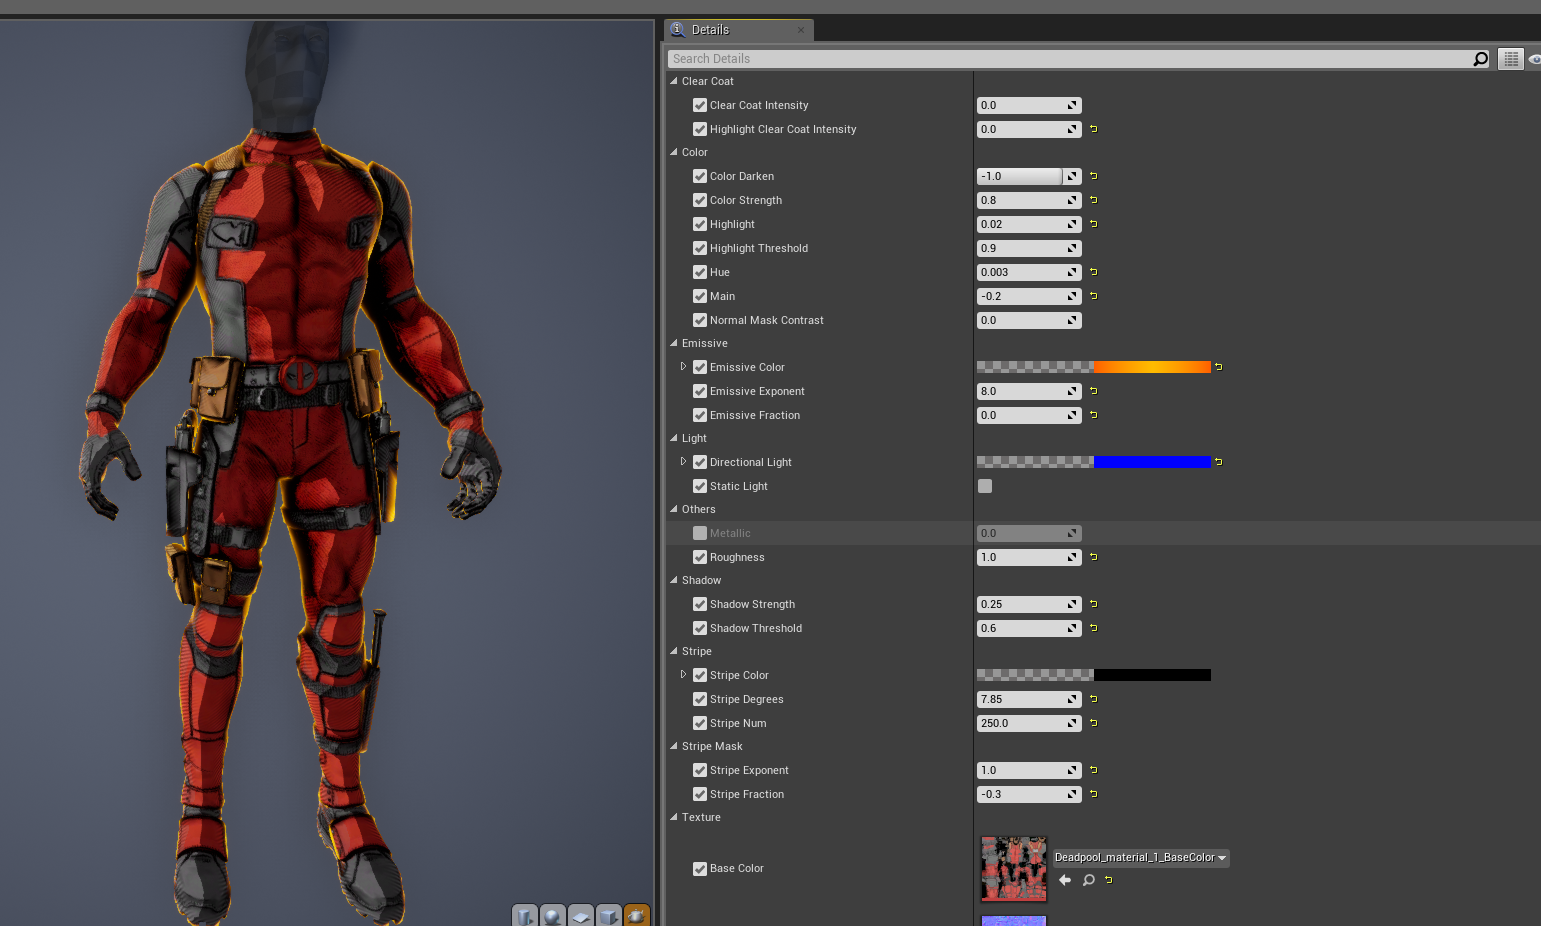 Details
Search Details
Clear Coat
Clear Coat Intensity 0.0
Highlight Clear Coat Intensity 0.0
Color
Color Darken -1.0
Color Strength 0.8
Highlight 0.02
Highlight Threshold 0.9
Hue 0.003
Main -0.2
Normal Mask Contrast 0.0
Emissive
Emissive Color
Emissive Exponent 8.0
Emissive Fraction 0.0
Light
Directional Light
Static Light
Others
Metallic 0.0
Roughness 1.0
Shadow
Shadow Strength 0.25
Shadow Threshold 0.6
Stripe
Stripe Color
Stripe Degrees 7.85
Stripe Num 250.0
Stripe Mask
Stripe Exponent 1.0
Stripe Fraction -0.3
Texture
Deadpool_material_1_BaseColor
Base Color